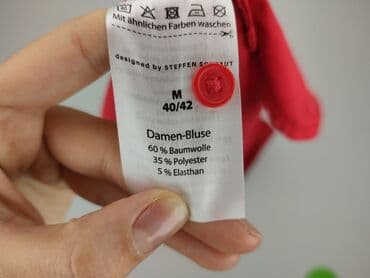 Mit ähnlichen Farben waschen
designed by STEFFEN
M
40/42
Damen-Bluse
60 % Baumwolle
35 % Polyester
5 % Elasthan